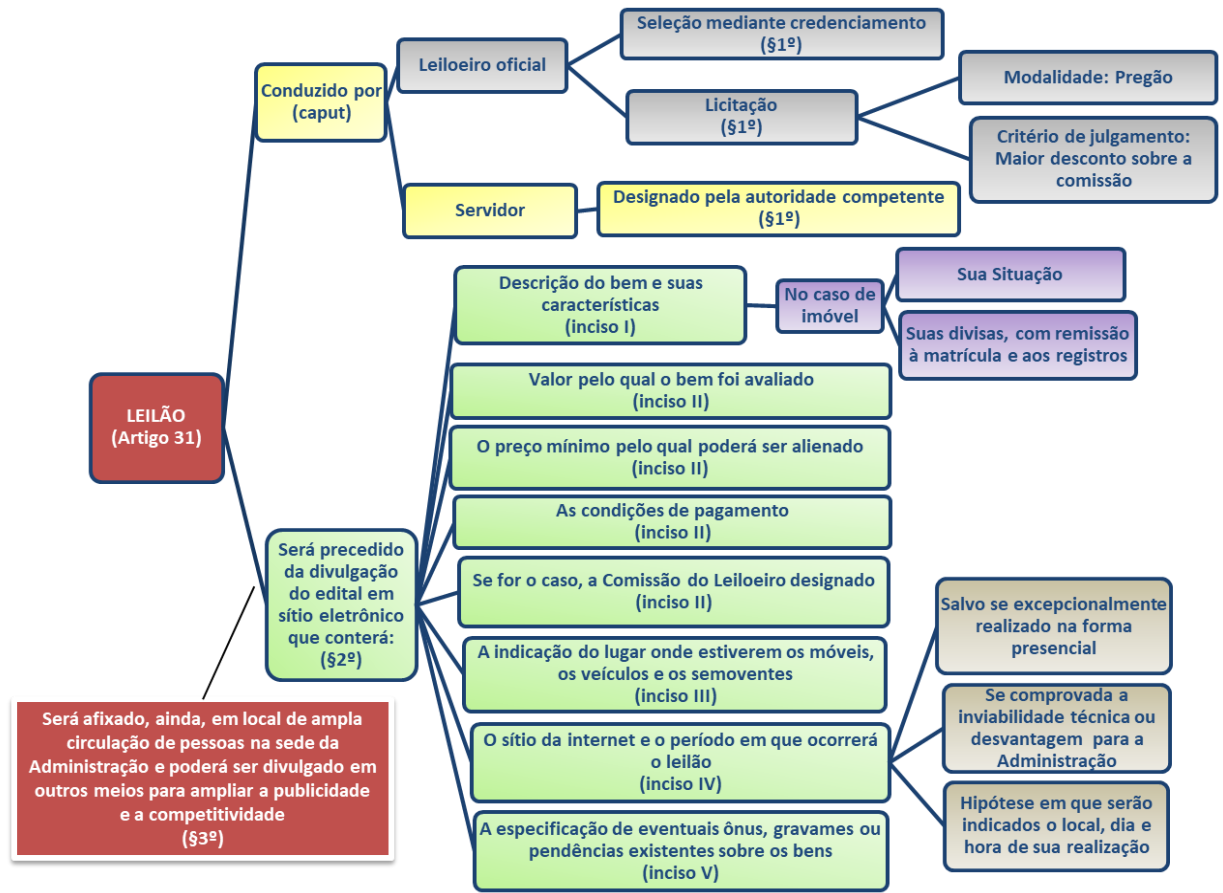 LEILÃO
(Artigo 31)
Conduzido por
(caput)
Leiloeiro oficial
Seleção mediante credenciamento
(§1º)
Licitação
(§1º)
Modalidade: Pregão
Critério de julgamento:
Maior desconto sobre a
comissão
Servidor
Designado pela autoridade competente
(§1º)
Será precedido
da divulgação
do edital em
sítio eletrônico
que conterá:
(§2º)
Descrição do bem e suas
características
(inciso I)
No caso de
imóvel
Sua Situação
Suas divisas, com remissão
à matrícula e aos registros
Valor pelo qual o bem foi avaliado
(inciso II)
O preço mínimo pelo qual poderá ser alienado
(inciso II)
As condições de pagamento
(inciso II)
Se for o caso, a Comissão do Leiloeiro designado
(inciso II)
A indicação do lugar onde estiverem os móveis,
os veículos e os semoventes
(inciso III)
O sítio da internet e o período em que ocorrerá
o leilão
(inciso IV)
Salvo se excepcionalmente
realizado na forma
presencial
Se comprovada a
inviabilidade técnica ou
desvantagem para a
Administração
Hipótese em que serão
indicados o local, dia e
hora de sua realização
A especificação de eventuais ônus, gravames ou
pendências existentes sobre os bens
(inciso V)
Será afixado, ainda, em local de ampla
circulação de pessoas na sede da
Administração e poderá ser divulgado em
outros meios para ampliar a publicidade
e a competitividade
(§3º)